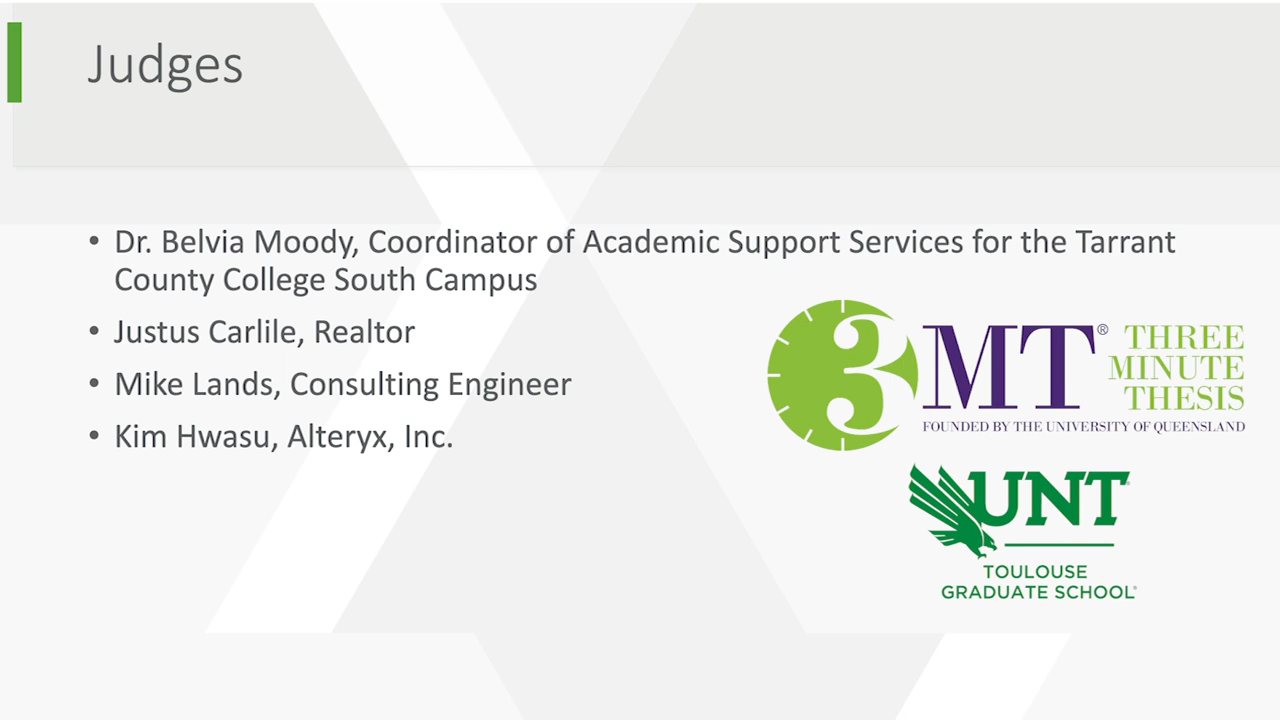 Judges
• Dr. Belvia Moody, Coordinator of Academic Support Services for the Tarrant
County College South Campus
• Justus Carlile, Realtor
• Mike Lands, Consulting Engineer
• Kim Hwasu, Alteryx, Inc.
3MT® THREE
MINUTE
THESIS
FOUNDED BY THE UNIVERSITY OF QUEENSLAND
UNT
TOULOUSE
GRADUATE SCHOOL®